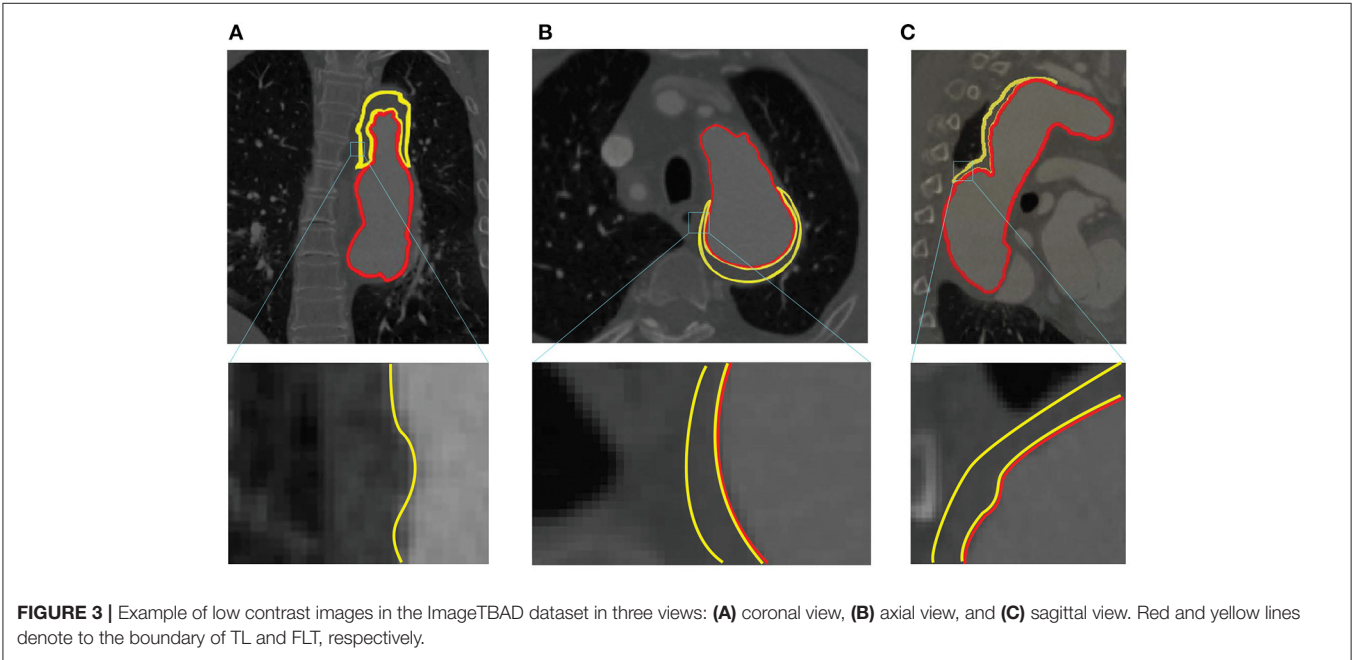 A
B
C
FIGURE 3 | Example of low contrast images in the ImageTBAD dataset in three views: (A) coronal view, (B) axial view, and (C) sagittal view. Red and yellow lines
denote to the boundary of TL and FLT, respectively.